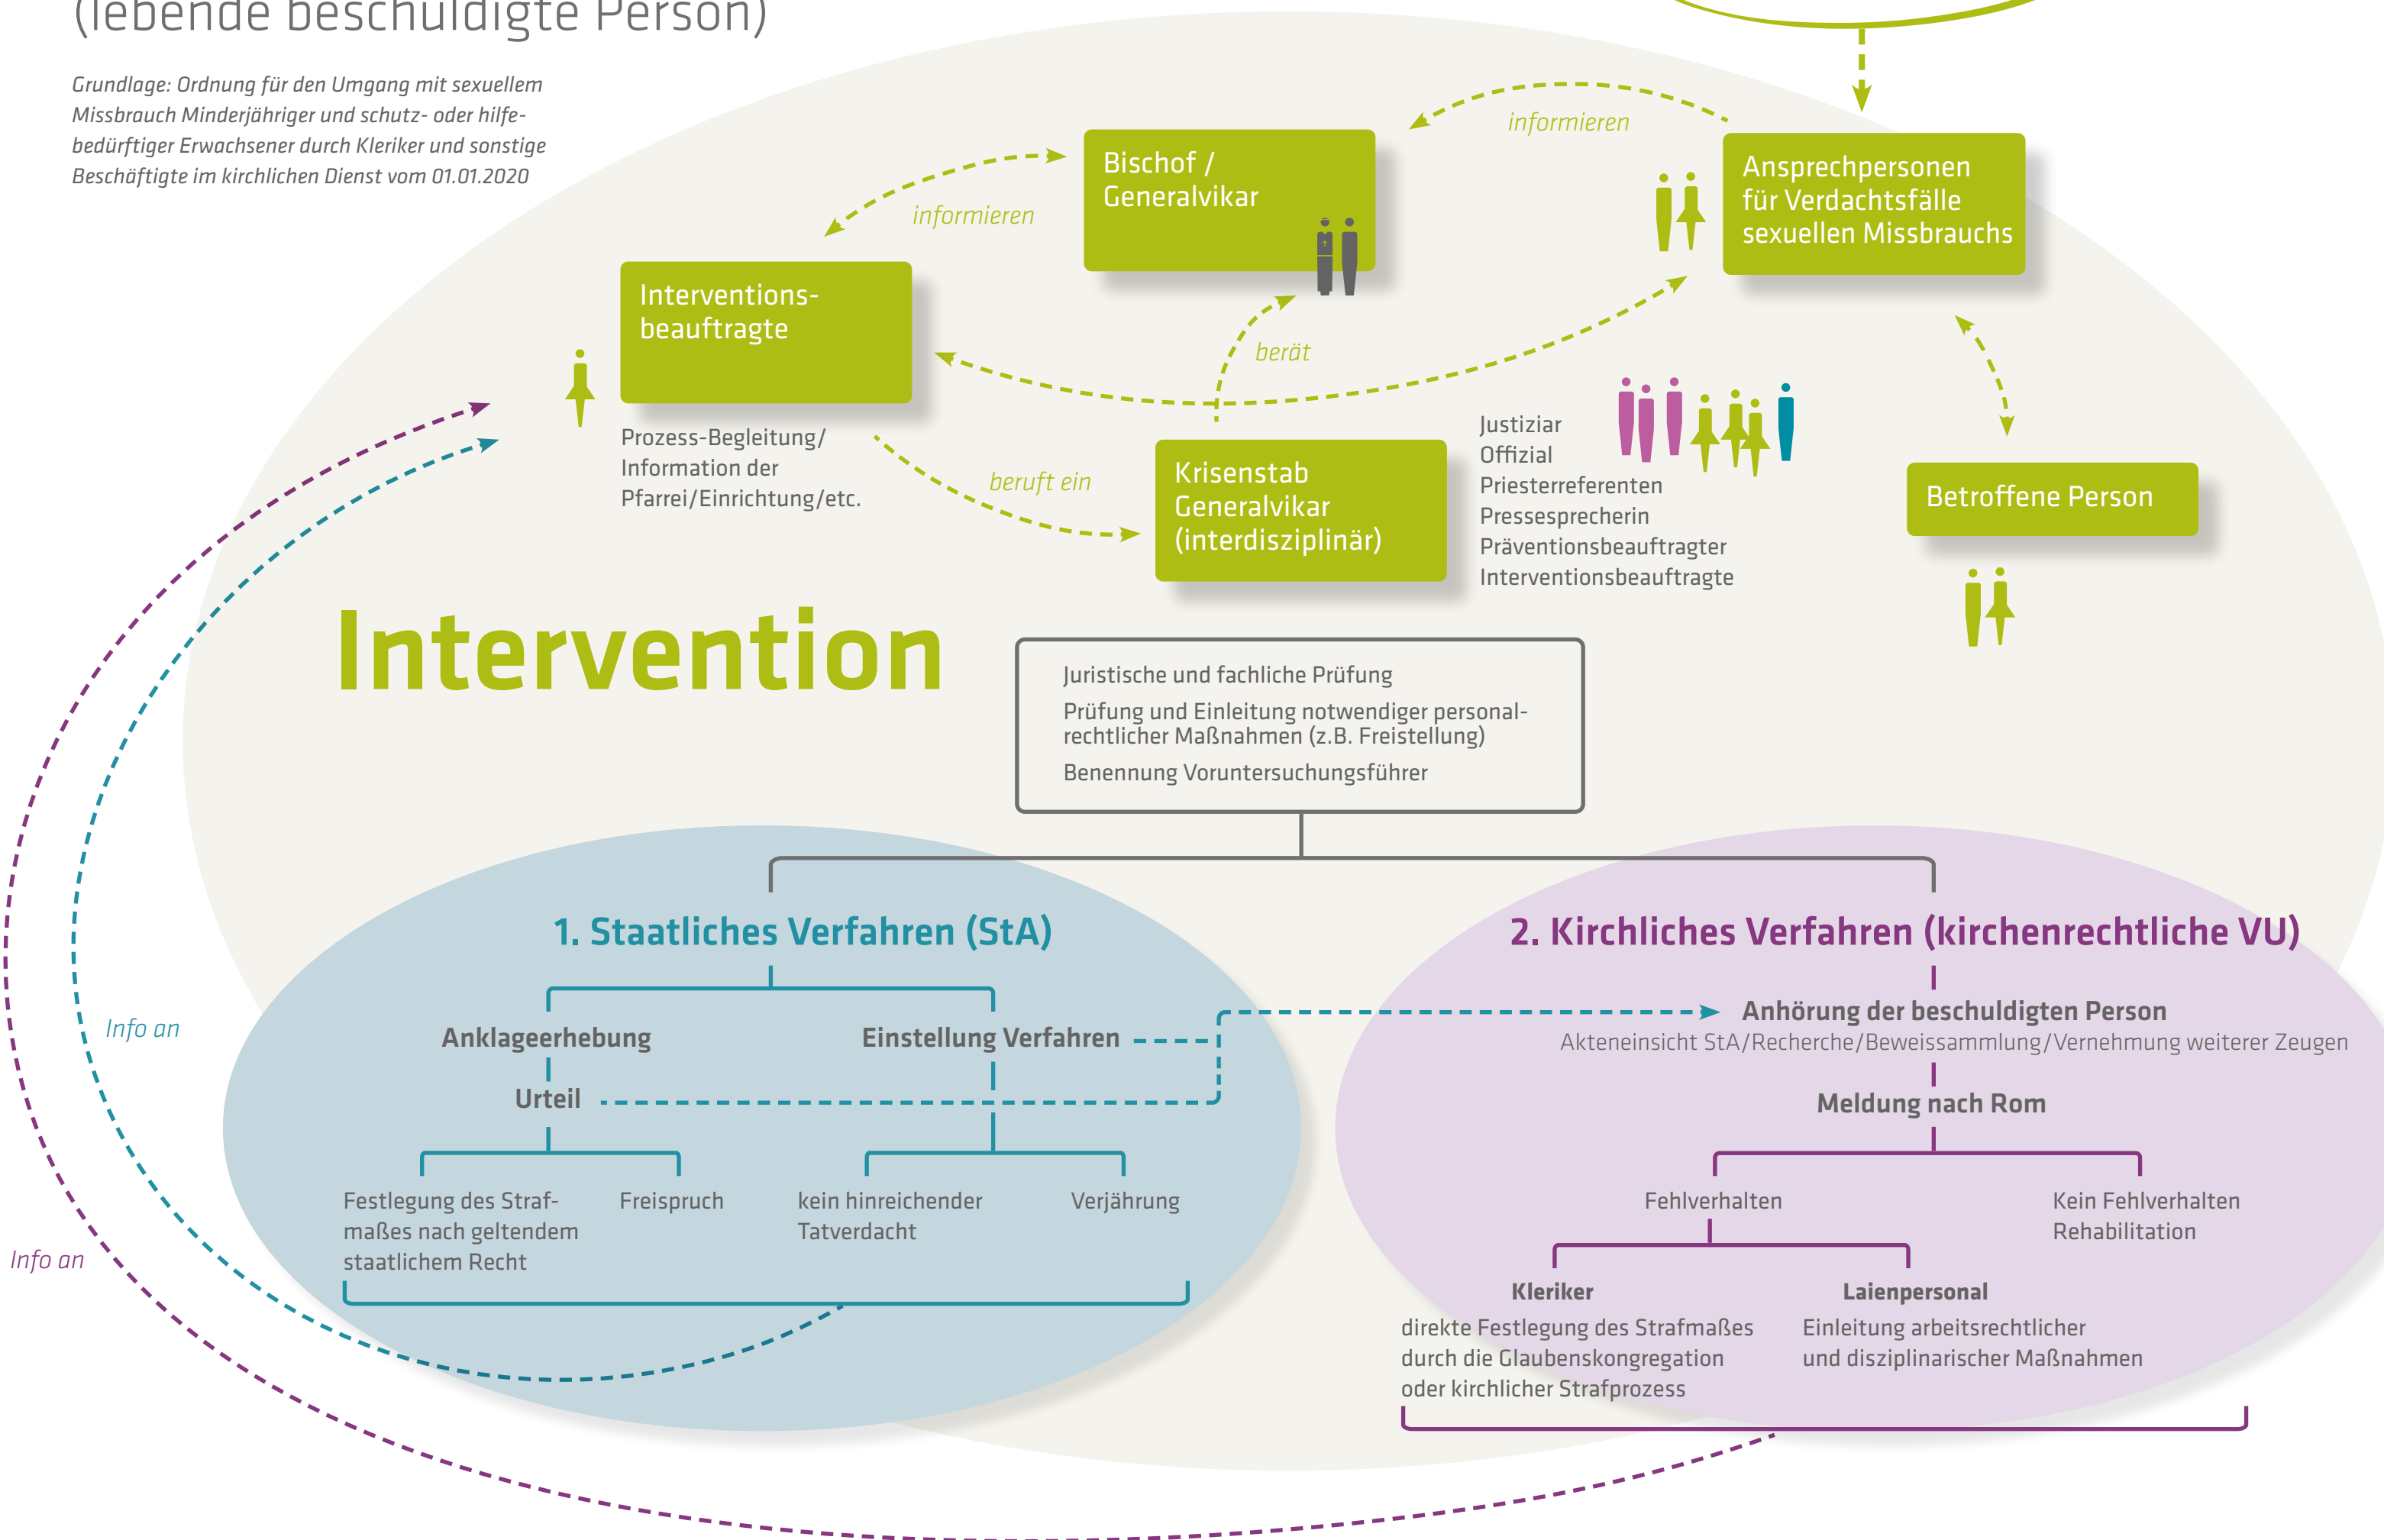 (lebende beschuldigte Person)
Grundlage: Ordnung für den Umgang mit sexuellem
Missbrauch Minderjähriger und schutz- oder hilfe-
bedürftiger Erwachsener durch Kleriker und sonstige
Beschäftigte im kirchlichen Dienst vom 01.01.2020
informieren
Bischof /
Generalvikar
Ansprechpersonen
für Verdachtsfälle
sexuellen Missbrauchs
informieren
Interventions-
beauftragte
berät
Prozess-Begleitung/
Information der
Pfarrei/Einrichtung/etc.
beruft ein
Krisenstab
Generalvikar
(interdisziplinär)
Justiziar
Offizial
Priesterreferenten
Pressesprecherin
Präventionsbeauftragter
Interventionsbeauftragte
Betroffene Person
Intervention
Juristische und fachliche Prüfung
Prüfung und Einleitung notwendiger personal-
rechtlicher Maßnahmen (z.B. Freistellung)
Benennung Voruntersuchungsführer
1. Staatliches Verfahren (StA)
Anklageerhebung
Einstellung Verfahren
Urteil
Festlegung des Straf-
maßes nach geltendem
staatlichem Recht
Freispruch
kein hinreichender
Tatverdacht
Verjährung
Info an
Info an
2. Kirchliches Verfahren (kirchenrechtliche VU)
Anhörung der beschuldigten Person
Akteneinsicht StA/Recherche/Beweissammlung/Vernehmung weiterer Zeugen
Meldung nach Rom
Fehlverhalten
Kein Fehlverhalten
Rehabilitation
Kleriker
direkte Festlegung des Strafmaßes
durch die Glaubenskongregation
oder kirchlicher Strafprozess
Laienpersonal
Einleitung arbeitsrechtlicher
und disziplinarischer Maßnahmen